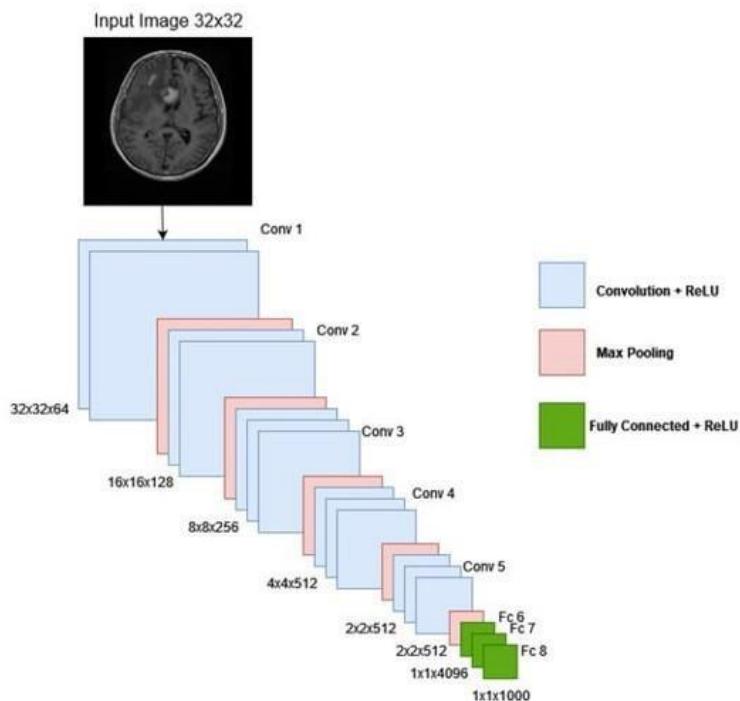 Input Image 32x32
Conv 1
Convolution + ReLU
Conv 2
Max Pooling
32x32x64
Fully Connected + ReLU
Conv 3
16x16x128
Conv 4
8x8x256
Conv 5
4x4x512
Fc 6
2x2x512
Fc 7
2x2x512
Fc 8
1x1x4096
1x1x1000